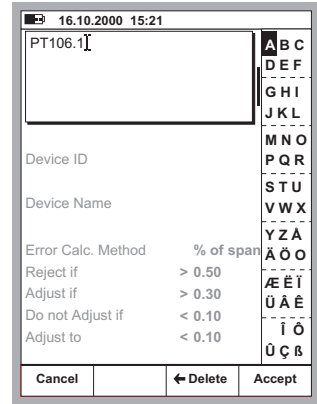 16.10.2000 15:21
PT106.1
Device ID
Device Name
Error Calc. Method % of span
Reject if > 0.50
Adjust if > 0.30
Do not Adjust if < 0.10
Adjust to < 0.10
A B C
D E F
G H I
J K L
M N O
P Q R
S T U
V W X
Y Z Å
Ä Ö O
Æ Ë Ï
Ü Â Ê
Î Ô
Û Ç ß
Cancel ← Delete Accept